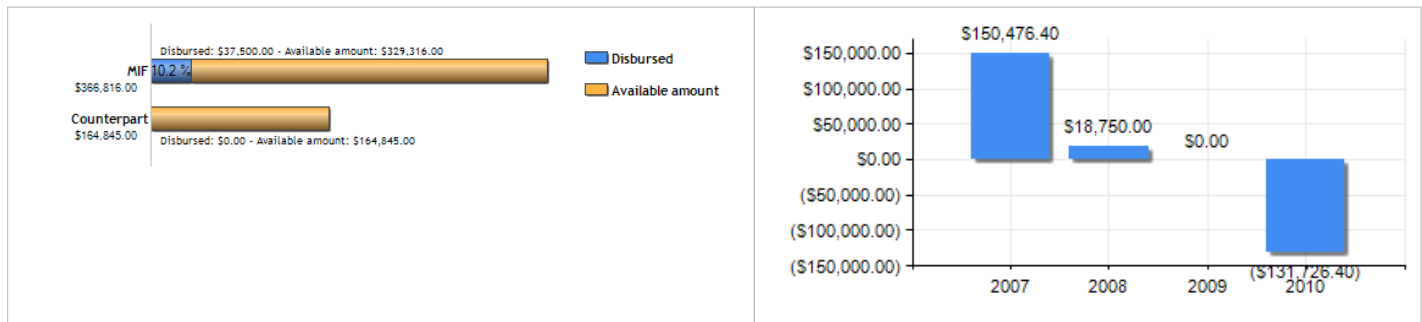 Disbursed: $37,500.00 - Available amount: $329,316.00
MIF 10.2 %
$366,816.00
Counterpart
$164,845.00
Disbursed: $0.00 - Available amount: $164,845.00
Disbursed
Available amount
$150,476.40
$150,000.00
$100,000.00
$50,000.00
$18,750.00
$0.00
$0.00
($50,000.00)
($100,000.00)
($150,000.00)
($131,726.40)
2007 2008 2009 2010